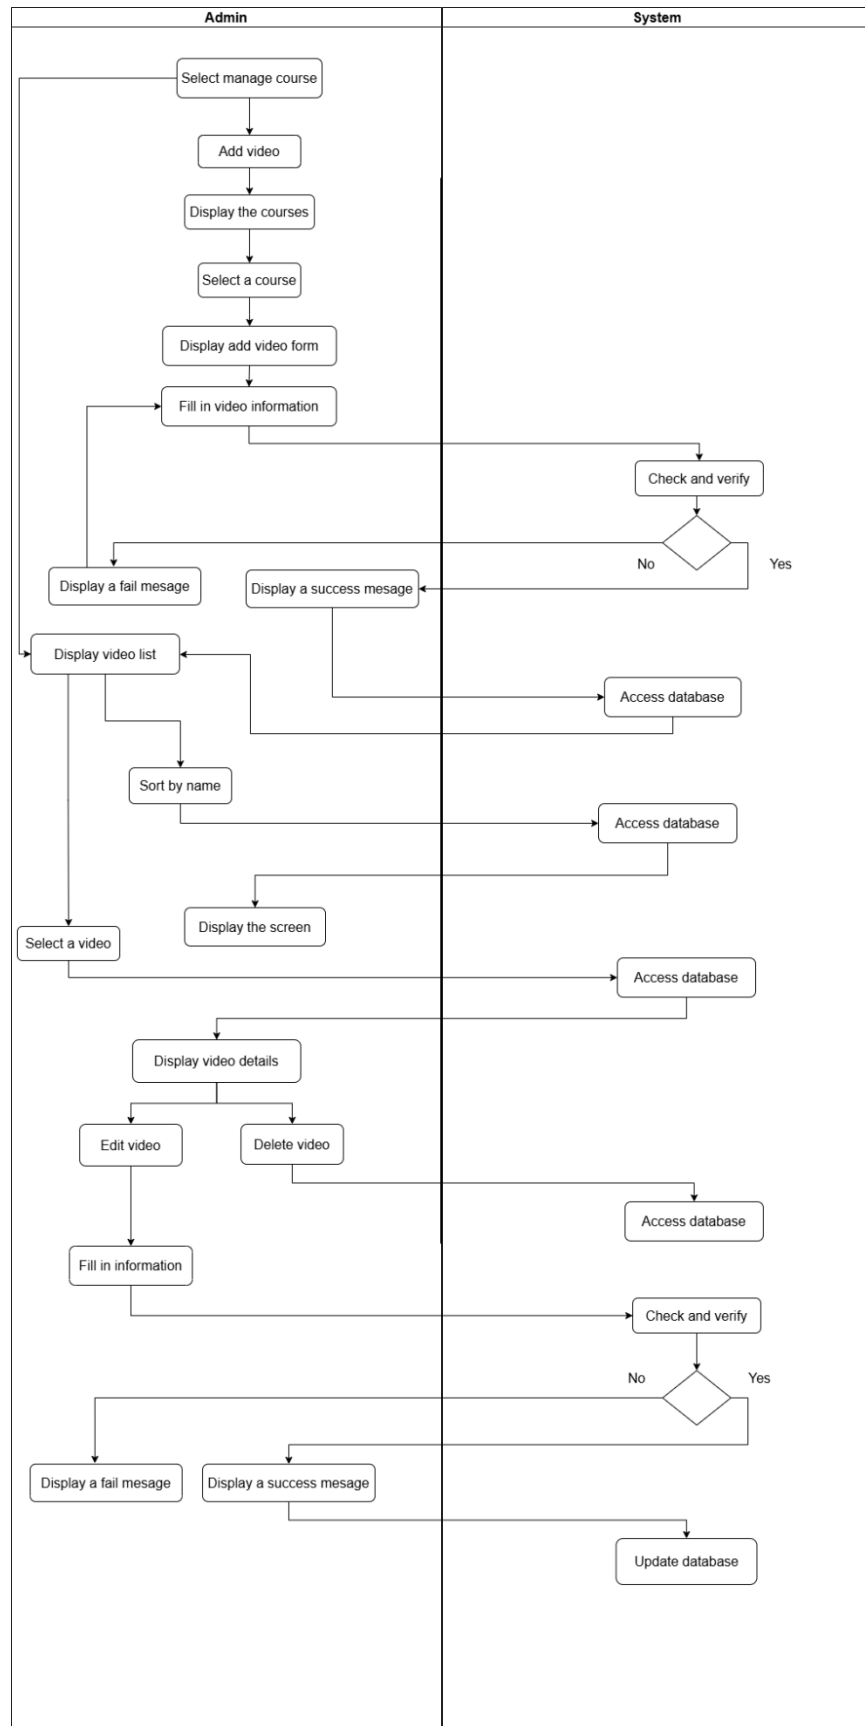 Admin
System
Select manage course
Add video
Display the courses
Select a course
Display add video form
Fill in video information
Check and verify
No
Yes
Display a fail mesage
Display a success mesage
Display video list
Access database
Sort by name
Access database
Display the screen
Select a video
Access database
Display video details
Edit video
Delete video
Access database
Fill in information
Check and verify
No
Yes
Display a fail mesage
Display a success mesage
Update database